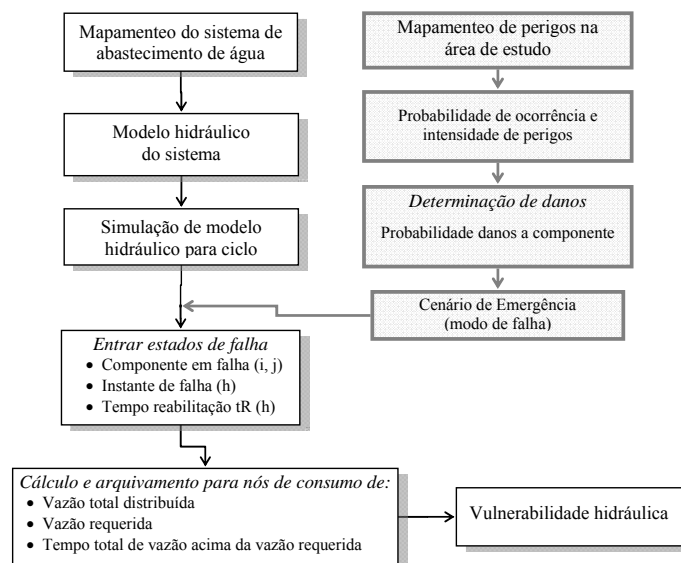 Mapamenteo do sistema de
abastecimento de água
Modelo hidráulico
do sistema
Simulação de modelo
hidráulico para ciclo
Mapamenteo de perigos na
área de estudo
Probabilidade de ocorrência e
intensidade de perigos
Determinação de danos
Probabilidade danos a componente
Cenário de Emergência
(modo de falha)
Entrar estados de falha
• Componente em falha (i, j)
• Instante de falha (h)
• Tempo reabilitação tR (h)
Cálculo e arquivamento para nós de consumo de:
• Vazão total distribuída
• Vazão requerida
• Tempo total de vazão acima da vazão requerida
Vulnerabilidade hidráulica